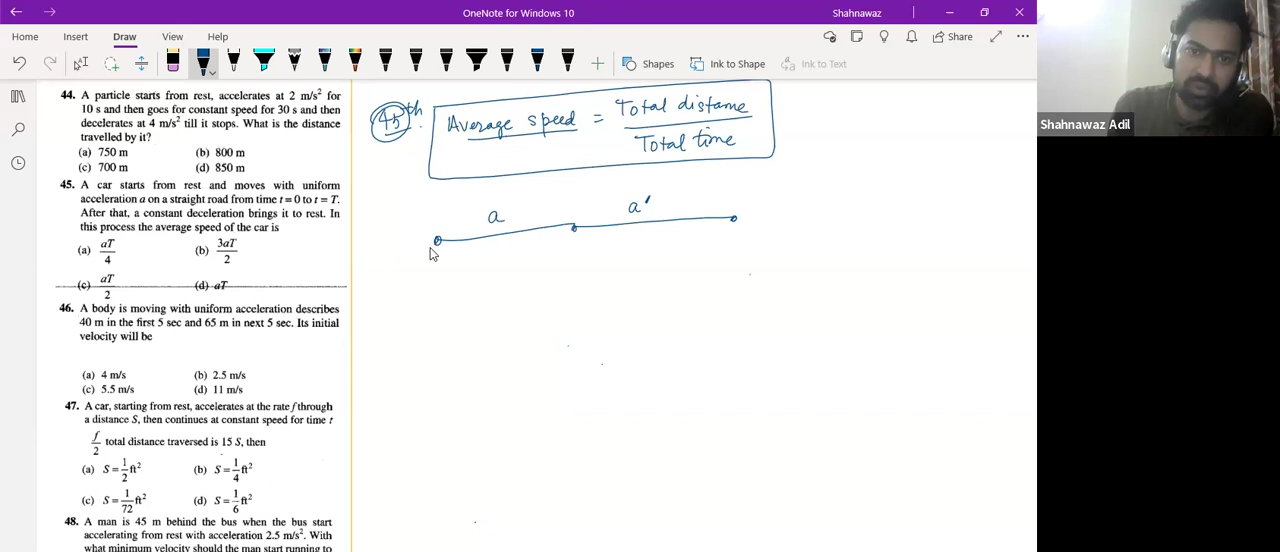 OneNote for Windows 10
Shahnawaz
Home Insert Draw View Help
Share
Shapes
Ink to Shape
Ink to Text
Shahnawaz Adil
44. A particle starts from rest, accelerates at 2 m/s² for
10 s and then goes for constant speed for 30 s and then
decelerates at 4 m/s² till it stops. What is the distance
travelled by it?
(a) 750 m (b) 800 m
(c) 700 m (d) 850 m
45. A car starts from rest and moves with uniform
acceleration a on a straight road from time t = 0 to t = T.
After that, a constant deceleration brings it to rest. In
this process the average speed of the car is
(a) aT/4 (b) 3aT/2
(c) aT/2 (d) aT
46. A body is moving with uniform acceleration describes
40 m in the first 5 sec and 65 m in next 5 sec. Its initial
velocity will be
(a) 4 m/s (b) 2.5 m/s
(c) 5.5 m/s (d) 11 m/s
47. A car, starting from rest, accelerates at the rate f through
a distance S, then continues at constant speed for time t
f/2 total distance traversed is 15 S, then
(a) S = 1/2 ft² (b) S = 1/4 ft²
(c) S = 1/72 ft² (d) S = 1/6 ft²
48. A man is 45 m behind the bus when the bus start
accelerating from rest with acceleration 2.5 m/s². With
what minimum velocity should the man start running to
45th.
Average speed = Total distame / Total time
a a'